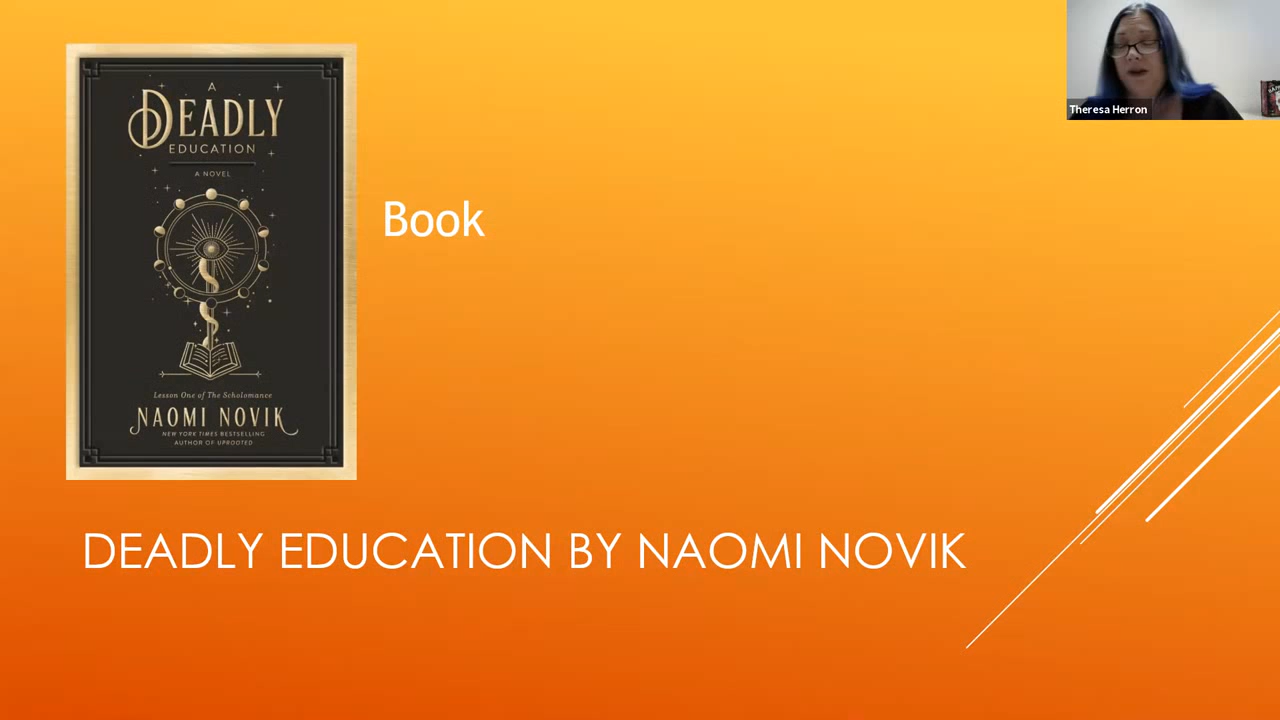 A
DEADLY
EDUCATION
A NOVEL
Lesson One of The Scholomance
NAOMI NOVIK
NEW YORK TIMES BESTSELLING
AUTHOR OF UPROOTED
Book
DEADLY EDUCATION BY NAOMI NOVIK
Theresa Herron